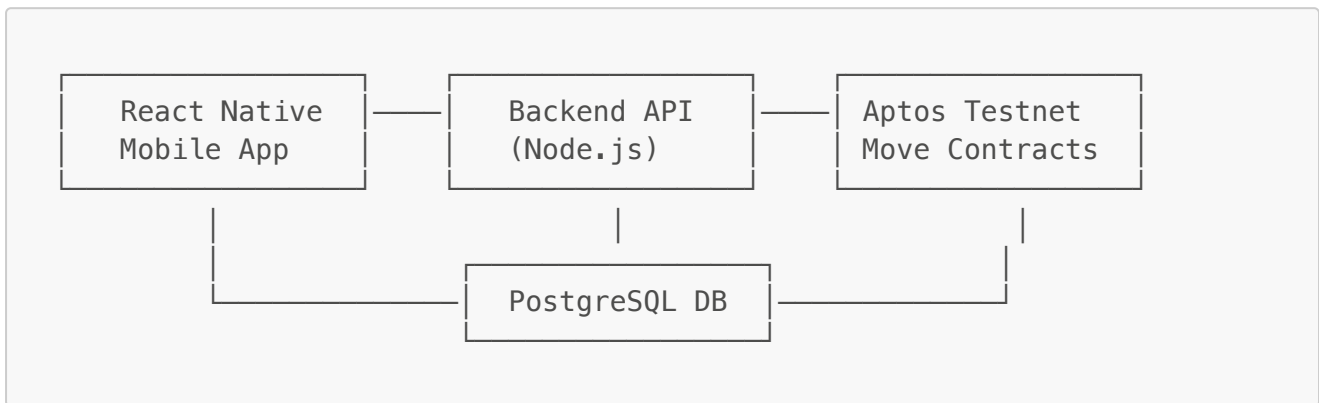 React Native
Mobile App
Backend API
(Node.js)
Aptos Testnet
Move Contracts
PostgreSQL DB